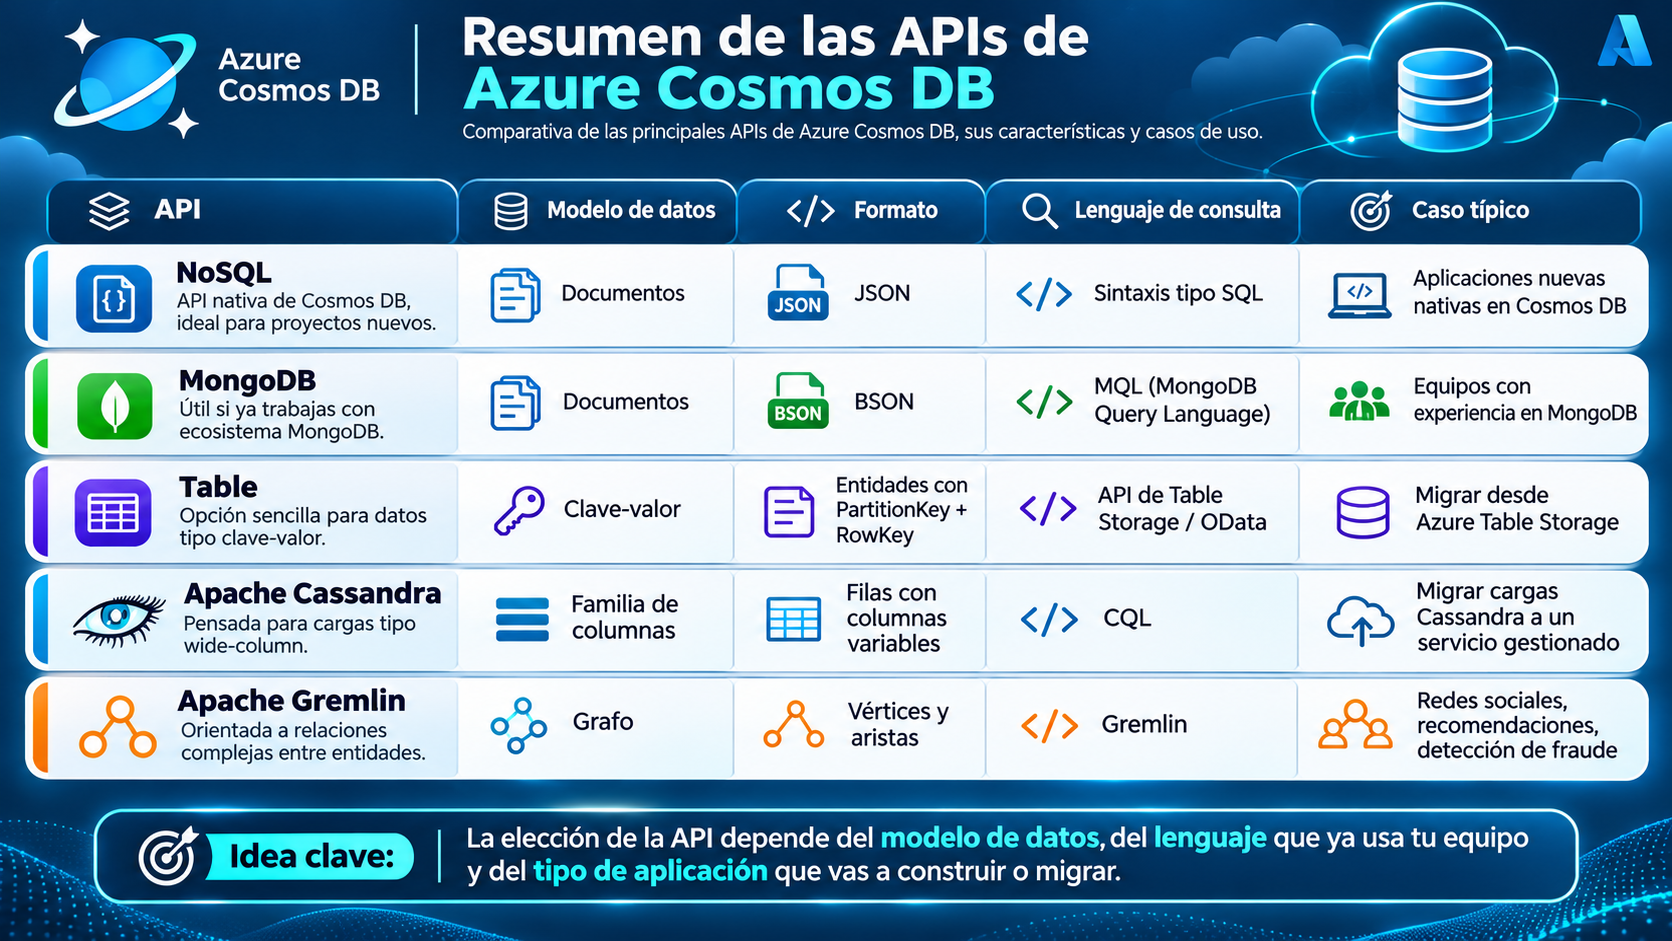 Azure
Cosmos DB
Resumen de las APIs de
Azure Cosmos DB
Comparativa de las principales APIs de Azure Cosmos DB, sus características y casos de uso.
API
Modelo de datos
</> Formato
Lenguaje de consulta
Caso típico
{}
NoSQL
API nativa de Cosmos DB,
ideal para proyectos nuevos.
Documentos
JSON
JSON
</> Sintaxis tipo SQL
</>
Aplicaciones nuevas
nativas en Cosmos DB
MongoDB
Útil si ya trabajas con
ecosistema MongoDB.
Documentos
BSON
BSON
</>
MQL (MongoDB
Query Language)
Equipos con
experiencia en MongoDB
Table
Opción sencilla para datos
tipo clave-valor.
Clave-valor
Entidades con
PartitionKey +
RowKey
</>
API de Table
Storage / OData
Migrar desde
Azure Table Storage
Apache Cassandra
Pensada para cargas tipo
wide-column.
Familia de
columnas
Filas con
columnas
variables
</> CQL
Migrar cargas
Cassandra a un
servicio gestionado
Apache Gremlin
Orientada a relaciones
complejas entre entidades.
Grafo
Vértices y
aristas
</> Gremlin
Redes sociales,
recomendaciones,
detección de fraude
Idea clave:
La elección de la API depende del modelo de datos, del lenguaje que ya usa tu equipo
y del tipo de aplicación que vas a construir o migrar.